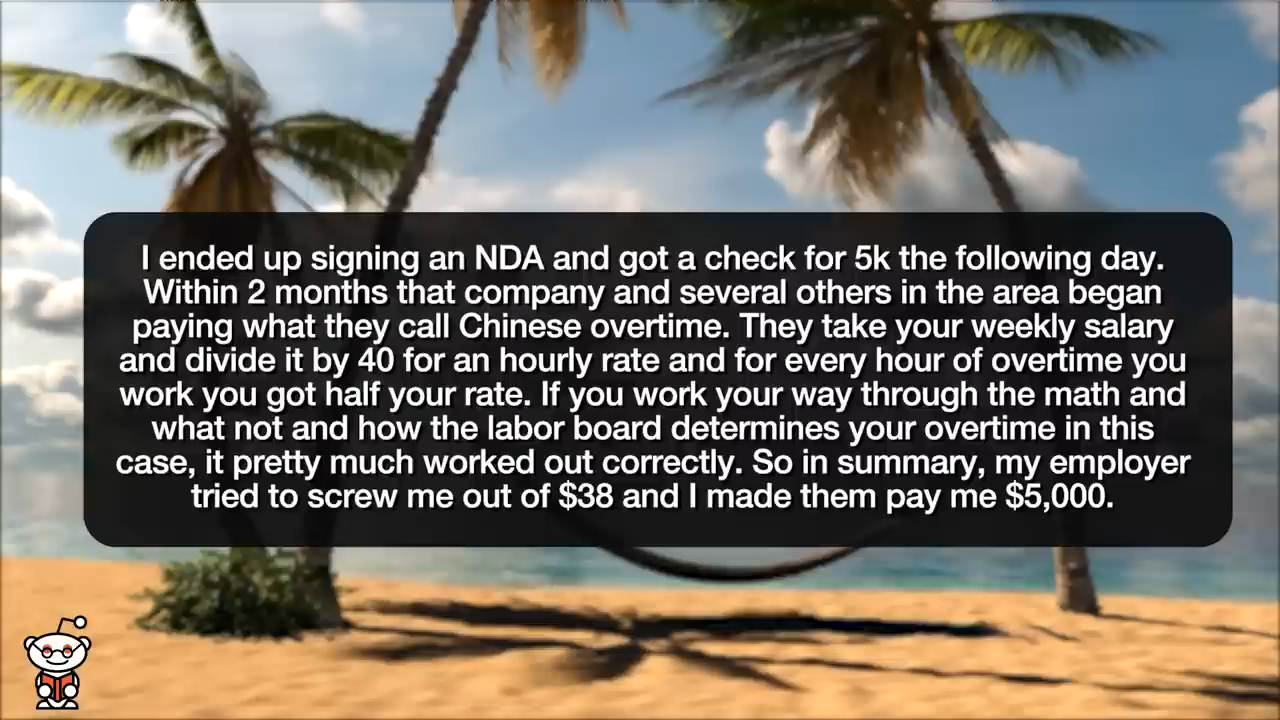 I ended up signing an NDA and got a check for 5k the following day.
Within 2 months that company and several others in the area began
paying what they call Chinese overtime. They take your weekly salary
and divide it by 40 for an hourly rate and for every hour of overtime you
work you got half your rate. If you work your way through the math and
what not and how the labor board determines your overtime in this
case, it pretty much worked out correctly. So in summary, my employer
tried to screw me out of $38 and I made them pay me $5,000.